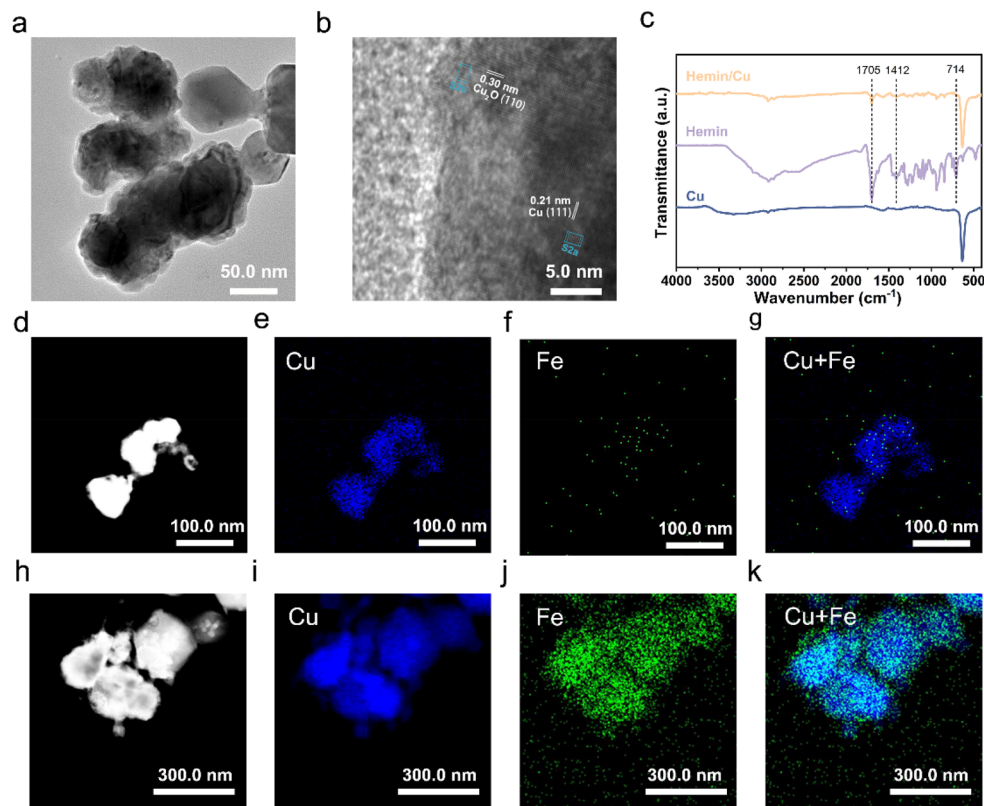 a
b
c
0.30 nm
Cu₂O (110)
0.21 nm
Cu (111)
S2a
50.0 nm
5.0 nm
1705 1412 714
Hemin/Cu
Hemin
Cu
Transmittance (a.u.)
4000 3500 3000 2500 2000 1500 1000 500
Wavenumber (cm⁻¹)
d
e
f
g
Cu
Fe
Cu+Fe
100.0 nm
100.0 nm
100.0 nm
100.0 nm
h
i
j
k
Cu
Fe
Cu+Fe
300.0 nm
300.0 nm
300.0 nm
300.0 nm